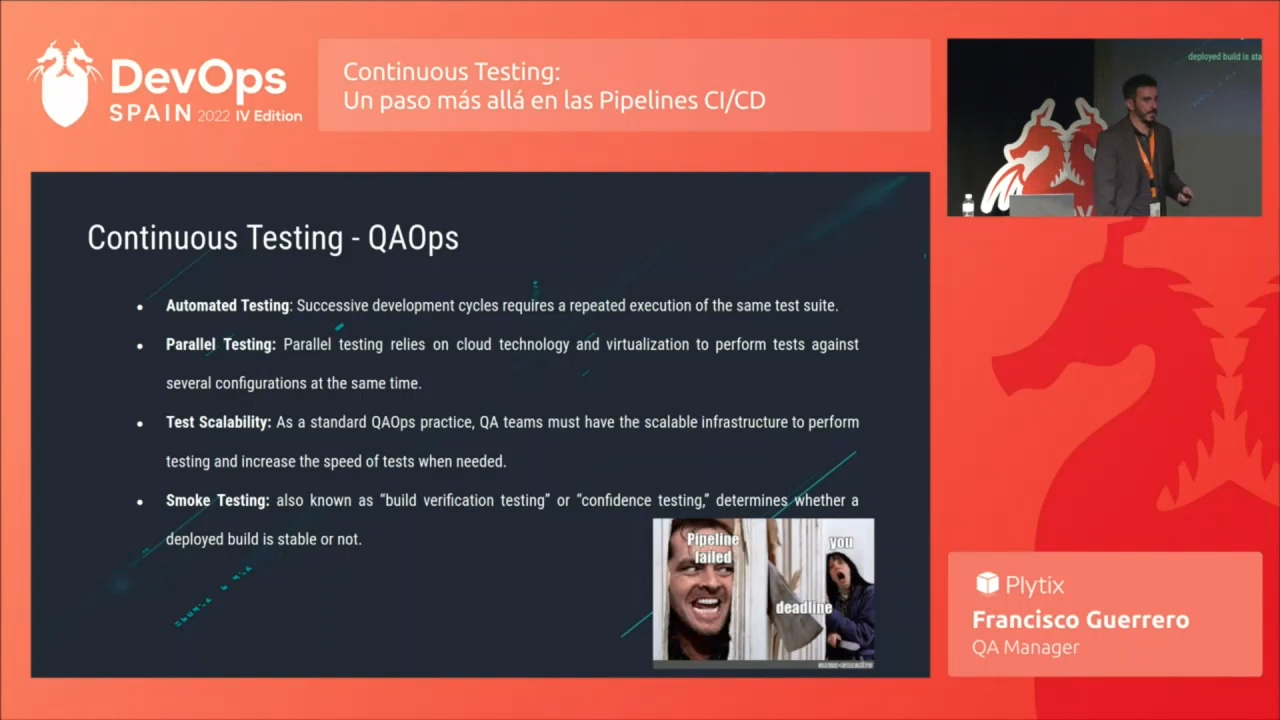 DevOps
SPAIN 2022 IV Edition
Continuous Testing:
Un paso más allá en las Pipelines CI/CD
deployed build is sta
Continuous Testing - QAOps
Automated Testing: Successive development cycles requires a repeated execution of the same test suite.
Parallel Testing: Parallel testing relies on cloud technology and virtualization to perform tests against
several configurations at the same time.
Test Scalability: As a standard QAOps practice, QA teams must have the scalable infrastructure to perform
testing and increase the speed of tests when needed.
Smoke Testing: also known as “build verification testing” or “confidence testing,” determines whether a
deployed build is stable or not.
Pipeline
failed
you
deadline
Plytix
Francisco Guerrero
QA Manager